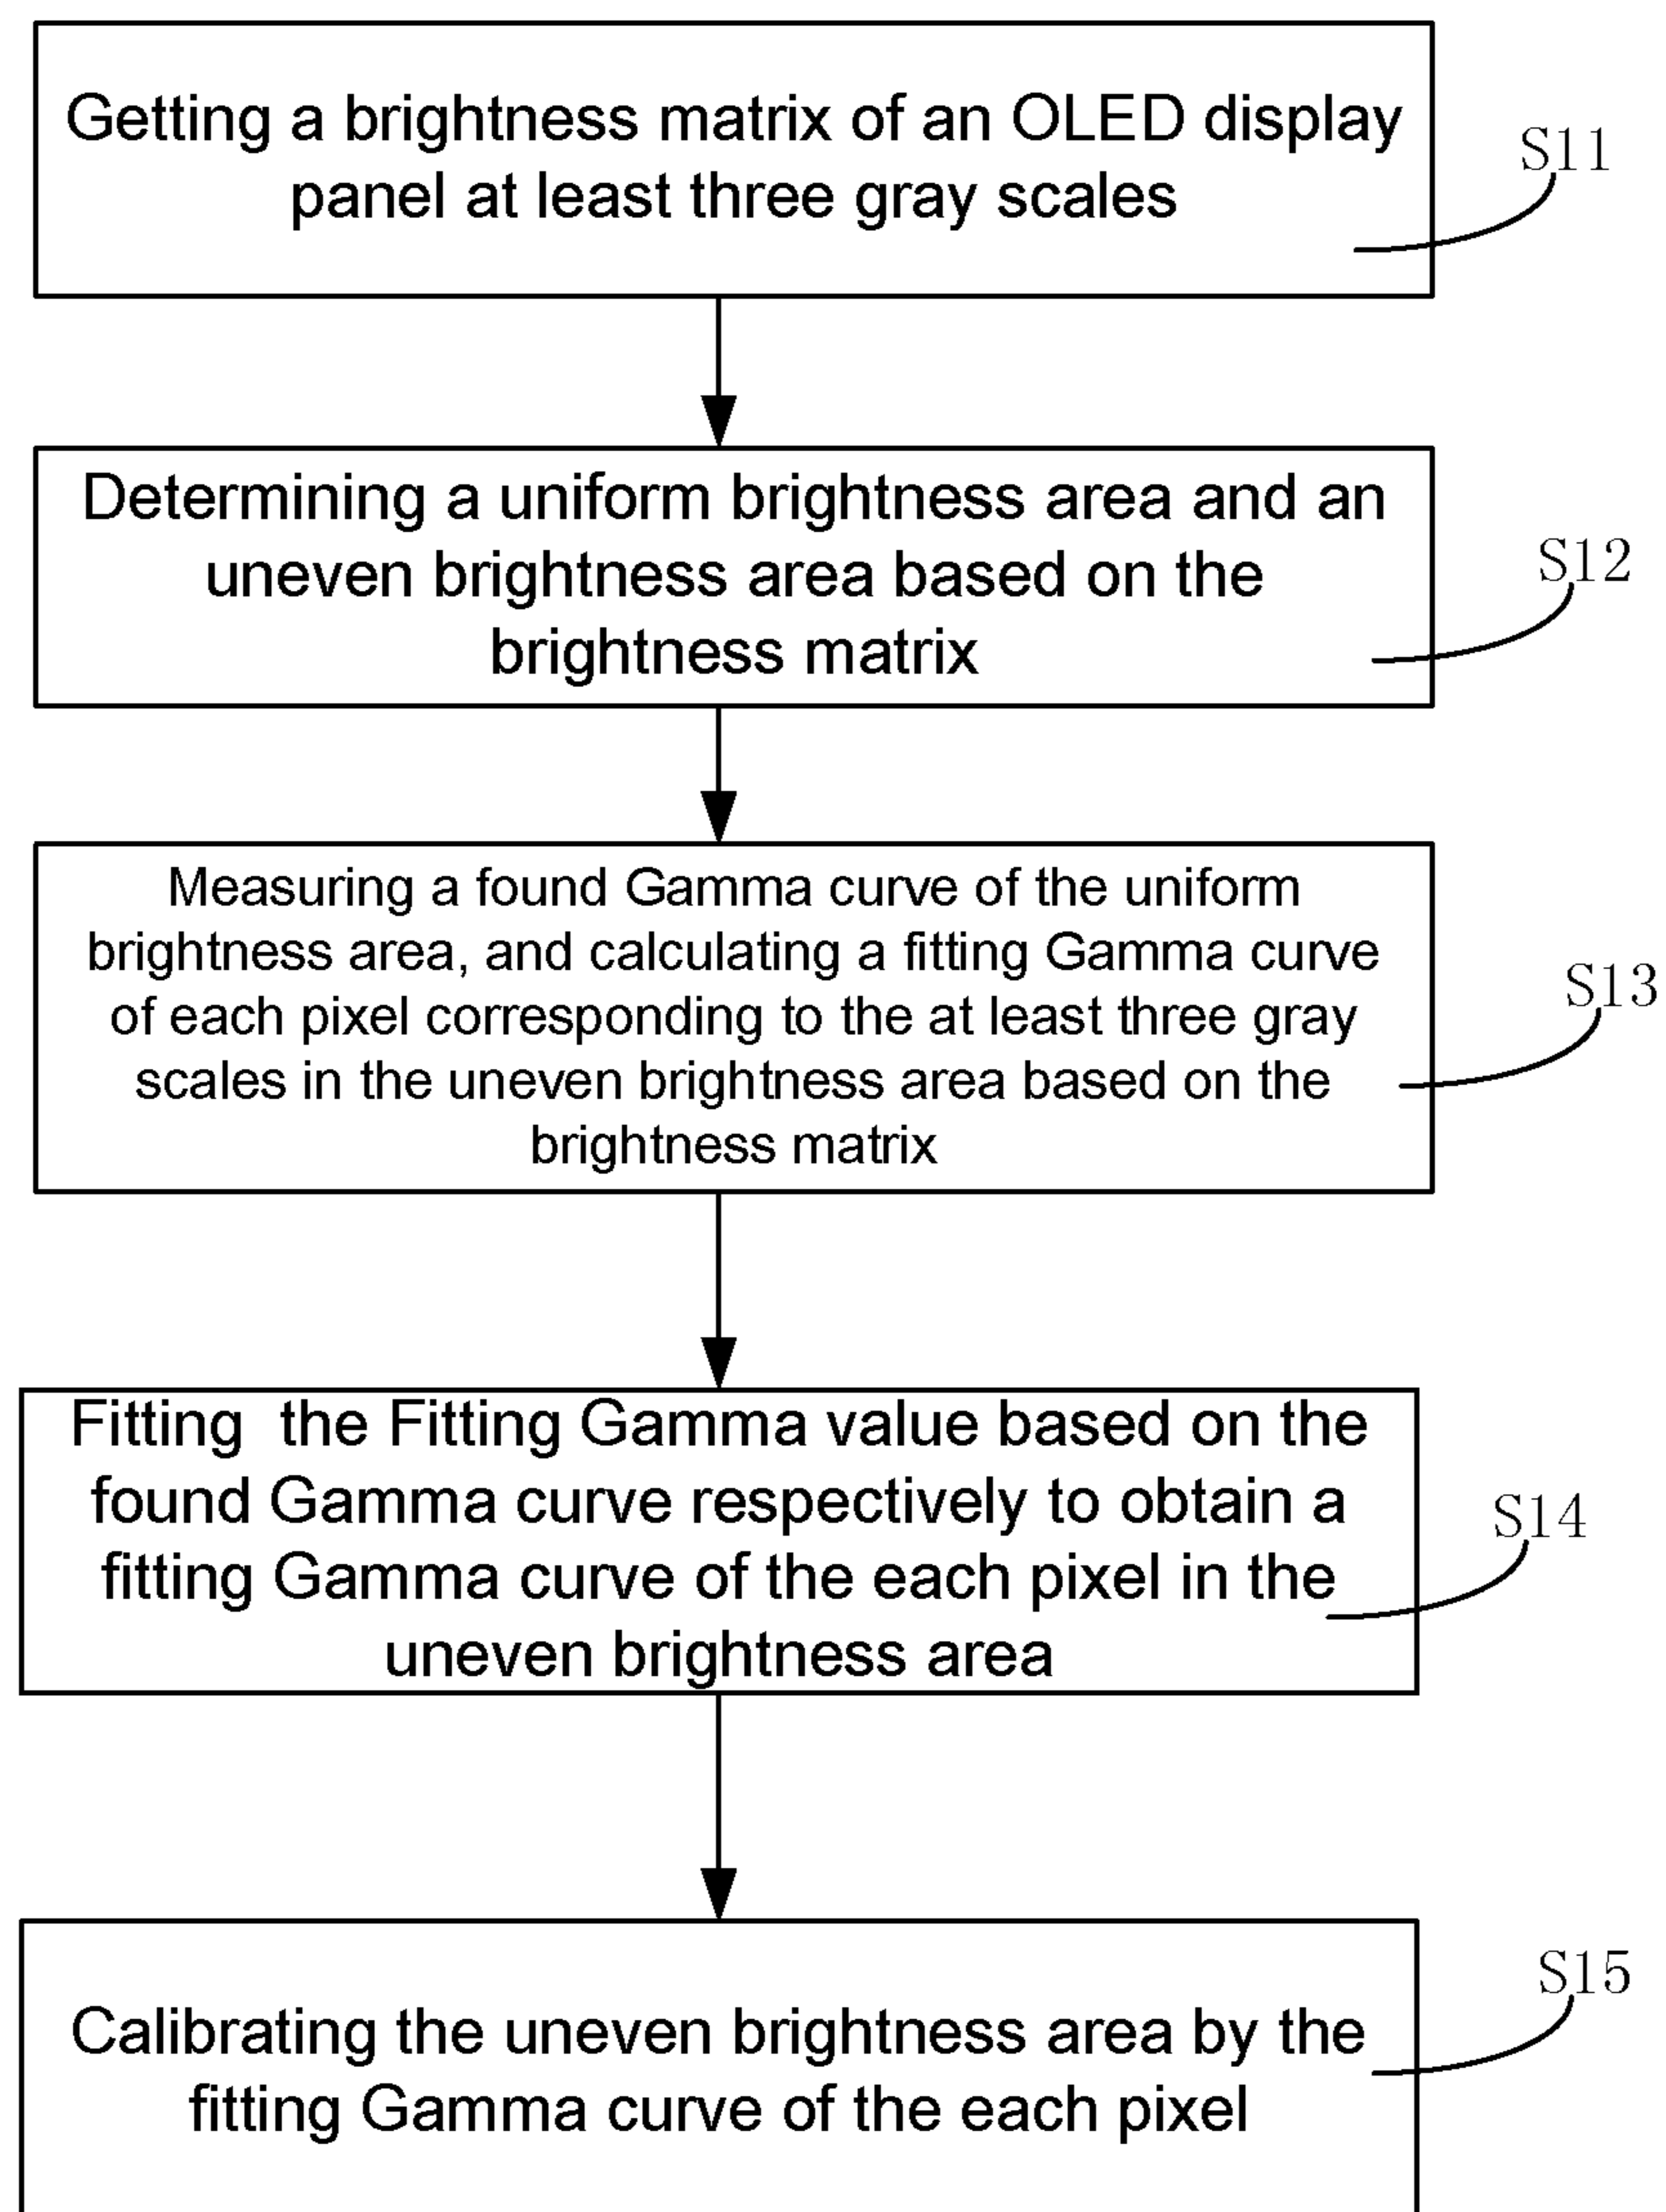 Getting a brightness matrix of an OLED display
panel at least three gray scales
S11
Determining a uniform brightness area and an
uneven brightness area based on the
brightness matrix
S12
Measuring a found Gamma curve of the uniform
brightness area, and calculating a fitting Gamma curve
of each pixel corresponding to the at least three gray
scales in the uneven brightness area based on the
brightness matrix
S13
Fitting  the Fitting Gamma value based on the
found Gamma curve respectively to obtain a
fitting Gamma curve of the each pixel in the
uneven brightness area
S14
Calibrating the uneven brightness area by the
fitting Gamma curve of the each pixel
S15